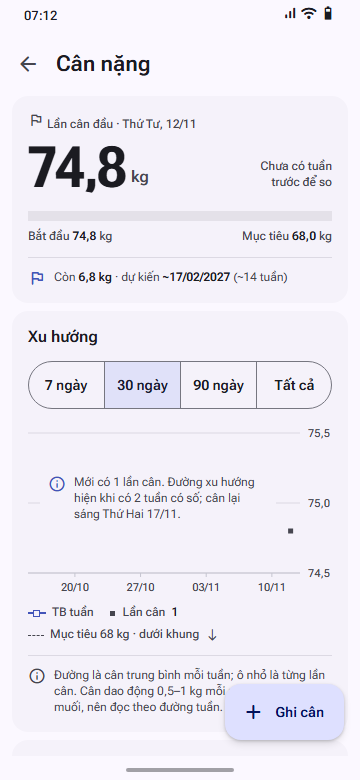 07:12
Cân nặng
Lần cân đầu · Thứ Tư, 12/11
74,8 kg
Chưa có tuần
trước để so
Bắt đầu 74,8 kg
Mục tiêu 68,0 kg
Còn 6,8 kg · dự kiến ~17/02/2027 (~14 tuần)
Xu hướng
7 ngày
30 ngày
90 ngày
Tất cả
75,5
Mới có 1 lần cân. Đường xu hướng
hiện khi có 2 tuần có số; cân lại
sáng Thứ Hai 17/11.
75,0
74,5
20/10
27/10
03/11
10/11
TB tuần
Lần cân 1
Mục tiêu 68 kg · dưới khung ↓
Đường là cân trung bình mỗi tuần; ô nhỏ là từng lần
cân. Cân dao động 0,5–1 kg mỗi
muối, nên đọc theo đường tuần.
+ Ghi cân